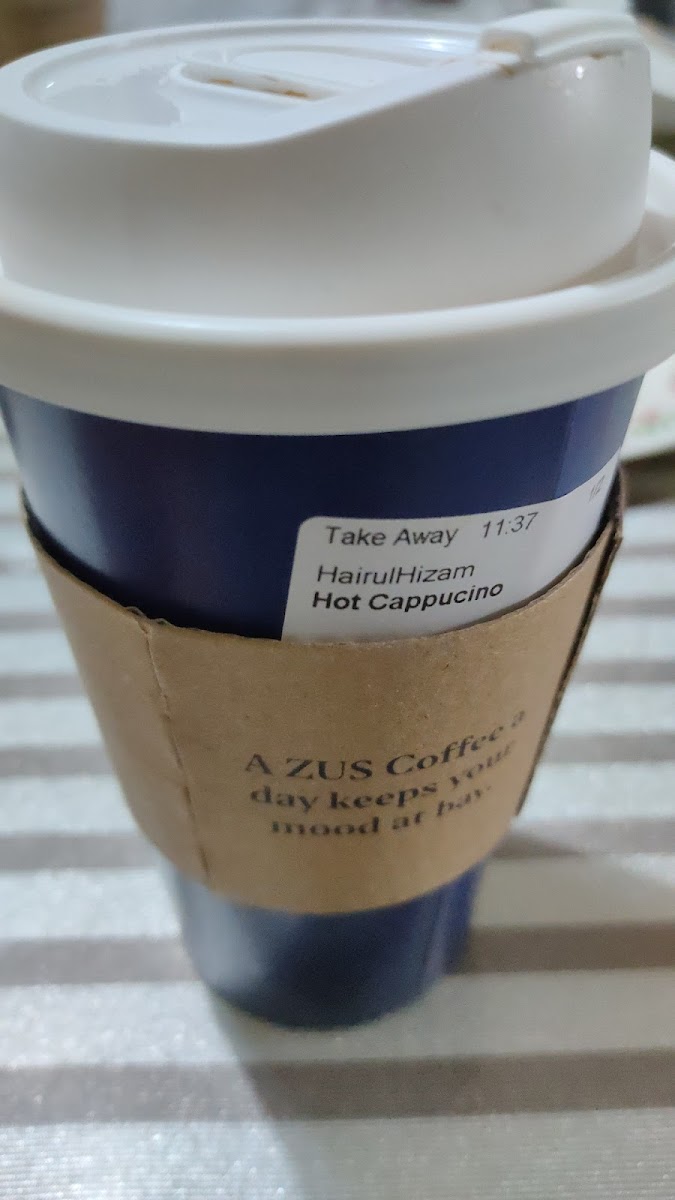 Take Away 11:37
HairulHizam
Hot Cappucino
A ZUS Coffee a
day keeps your
mood at bay.